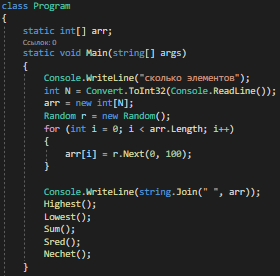 class Program
{
static int[] arr;
Ссылок: 0
static void Main(string[] args)
{
Console.WriteLine("сколько элементов");
int N = Convert.ToInt32(Console.ReadLine());
arr = new int[N];
Random r = new Random();
for (int i = 0; i < arr.Length; i++)
{
arr[i] = r.Next(0, 100);
}
Console.WriteLine(string.Join(" ", arr));
Highest();
Lowest();
Sum();
Sred();
Nechet();
}